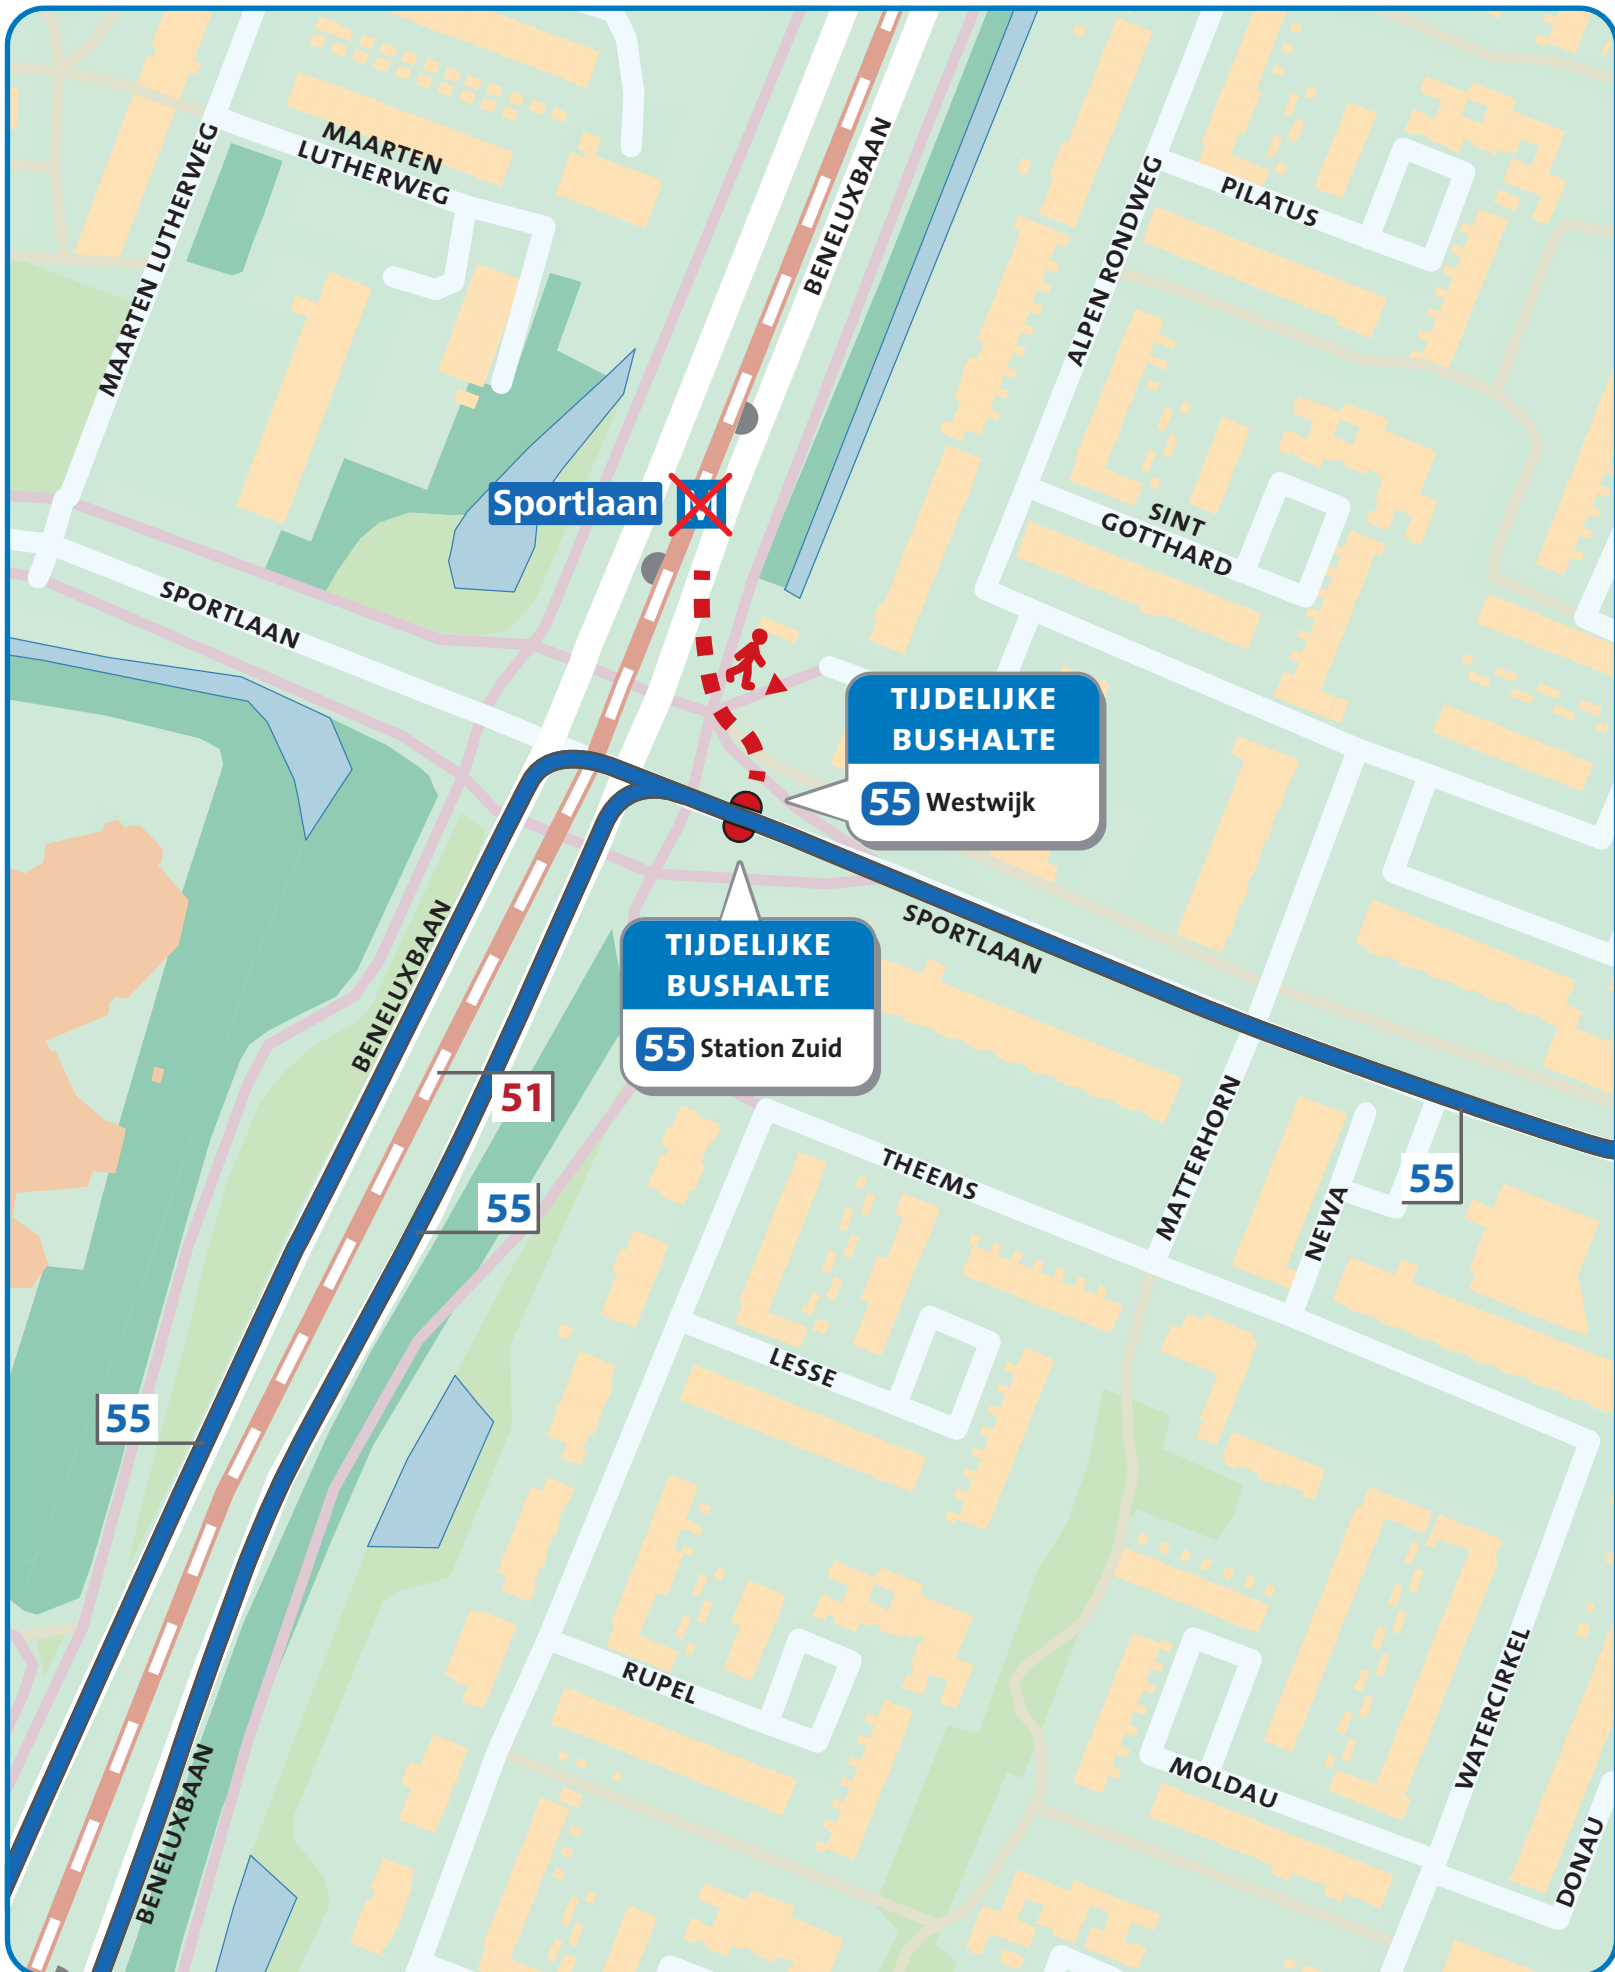 MAARTEN
LUTHERWEG
MAARTEN LUTHERWEG
BENELUXBAAN
ALPEN RONDWEG
PILATUS
Sportlaan
M
SINT
GOTTHARD
SPORTLAAN
TIJDELIJKE
BUSHALTE
55 Westwijk
BENELUXBAAN
SPORTLAAN
TIJDELIJKE
BUSHALTE
55 Station Zuid
51
55
THEEMS
MATTERHORN
NEWA
55
LESSE
55
RUPEL
WATERCIRKEL
MOLDAU
BENELUXBAAN
DONAU